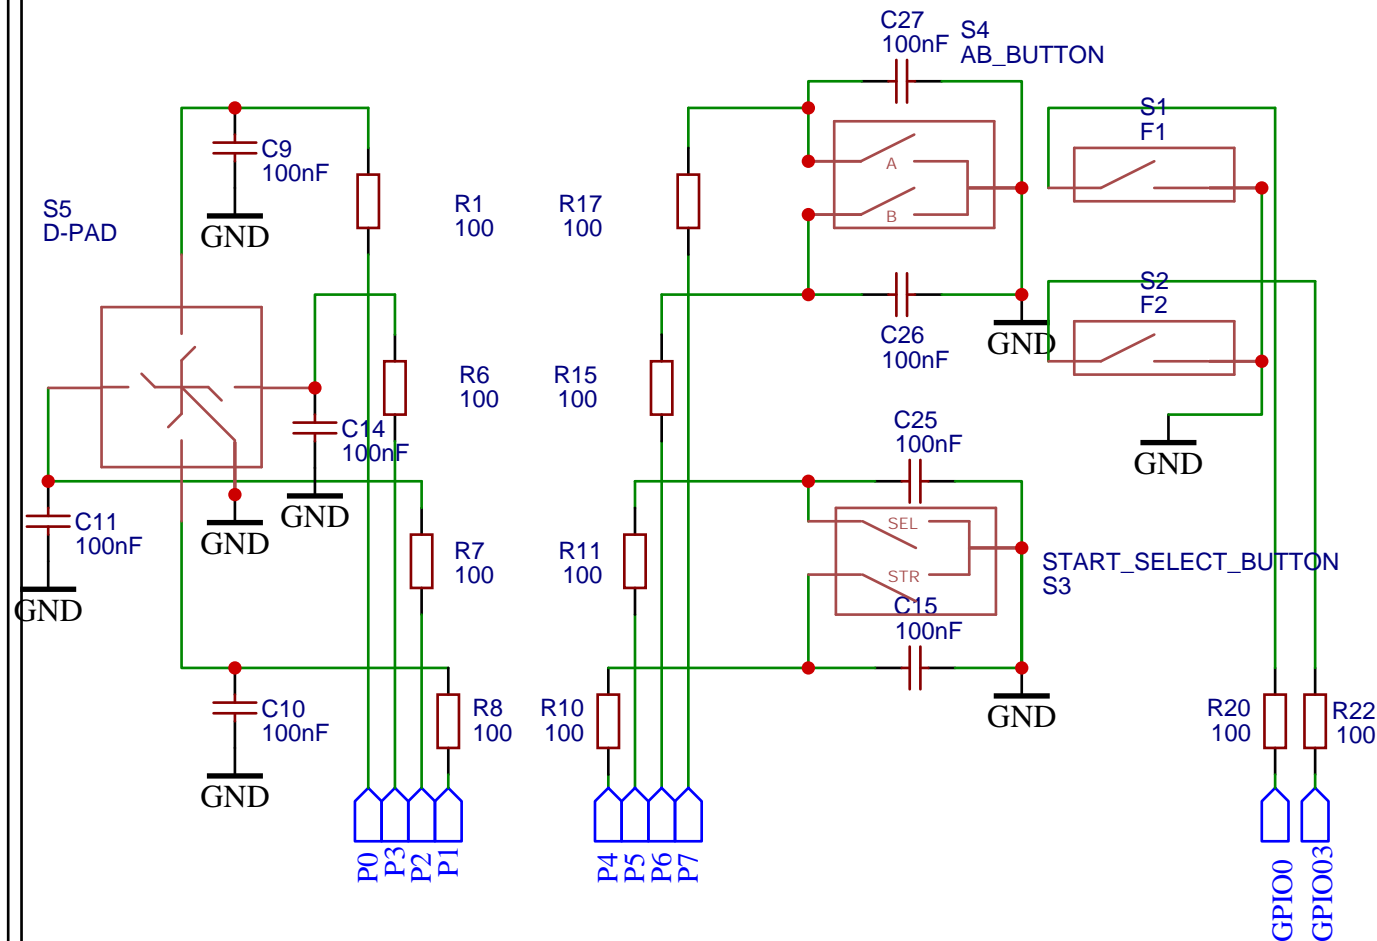 C27
100nF
S4
AB_BUTTON
A
B
C26
100nF
GND
S1
F1
S2
F2
GND
C9
100nF
GND
S5
D-PAD
R1
100
R17
100
R6
100
R15
100
C14
100nF
GND
GND
C11
100nF
GND
R7
100
R11
100
C25
100nF
SEL
STR
START_SELECT_BUTTON
S3
C15
100nF
GND
C10
100nF
GND
R8
100
R10
100
R20
100
R22
100
P0
P3
P2
P1
P4
P5
P6
P7
GPIO0
GPIO03